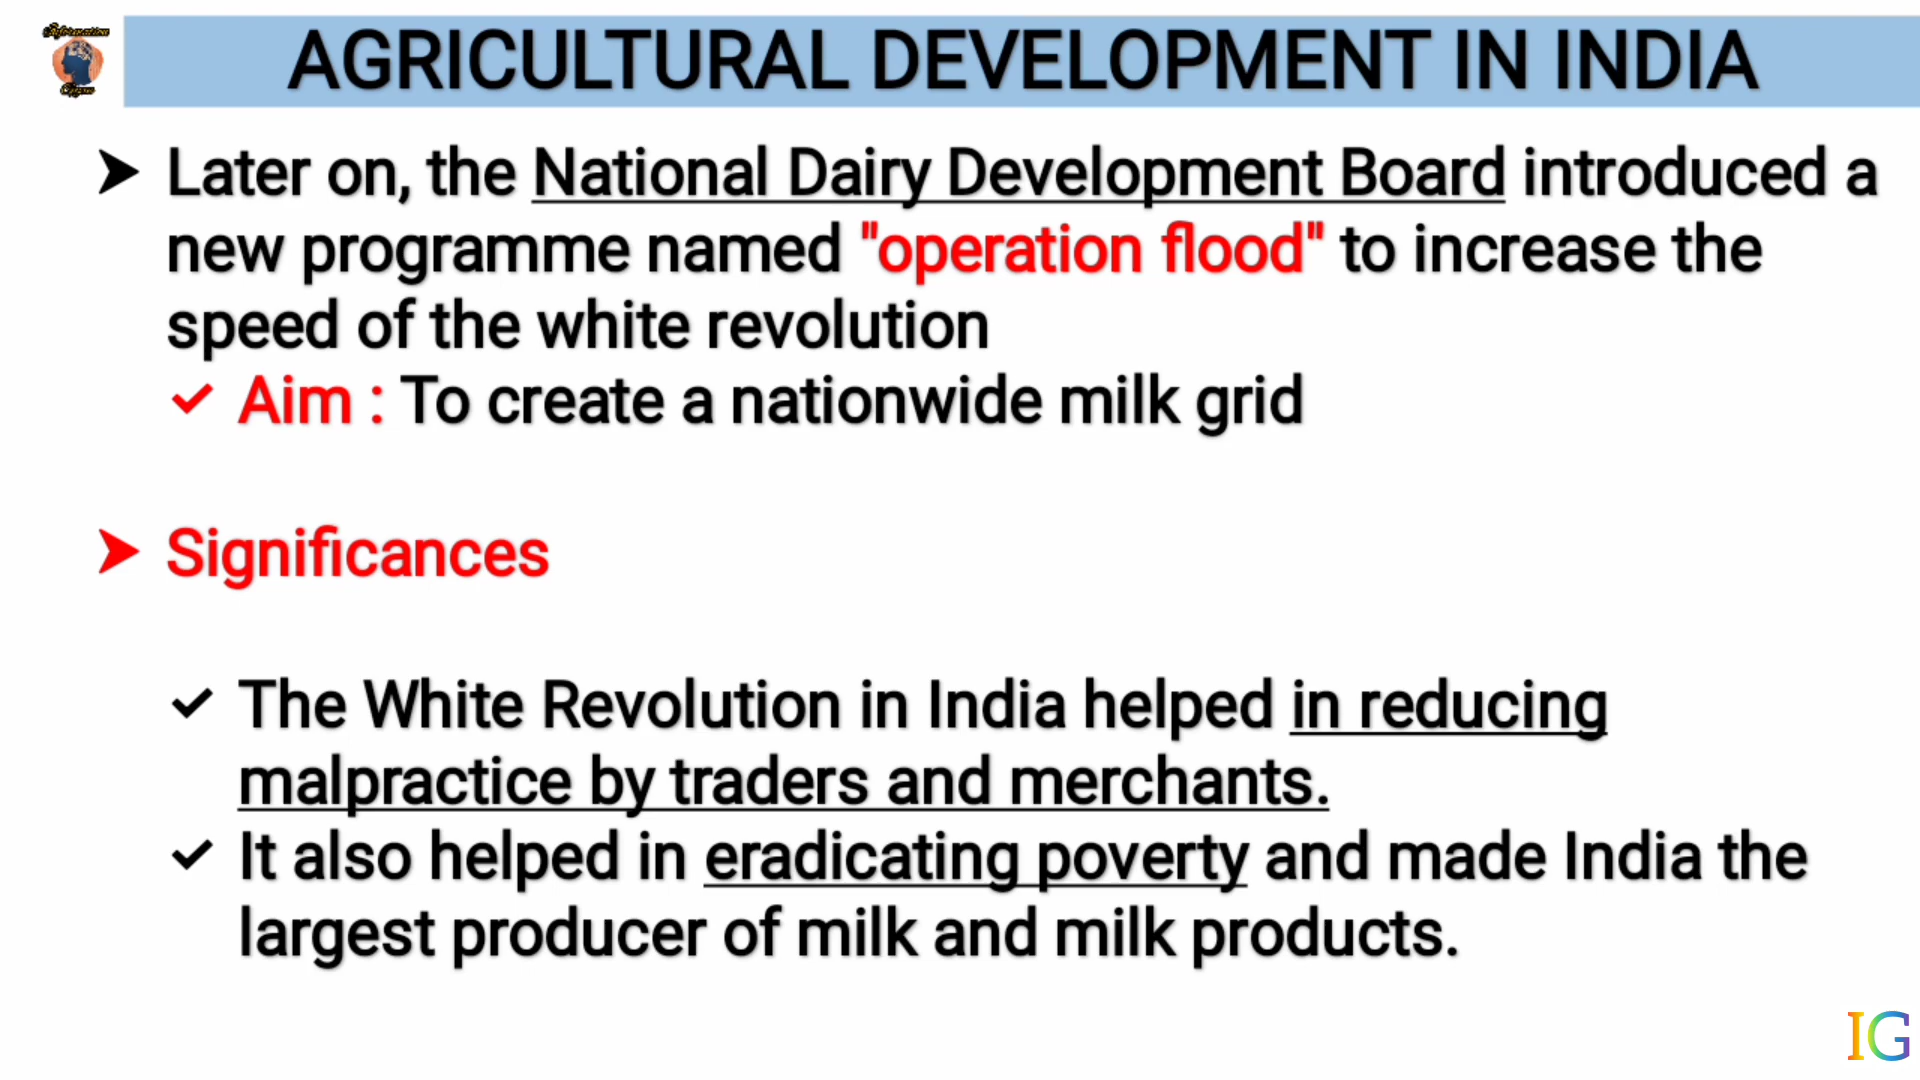 AGRICULTURAL DEVELOPMENT IN INDIA
➤ Later on, the National Dairy Development Board introduced a
new programme named "operation flood" to increase the
speed of the white revolution
✓ Aim : To create a nationwide milk grid
➤ Significances
✓ The White Revolution in India helped in reducing
malpractice by traders and merchants.
✓ It also helped in eradicating poverty and made India the
largest producer of milk and milk products.
IG